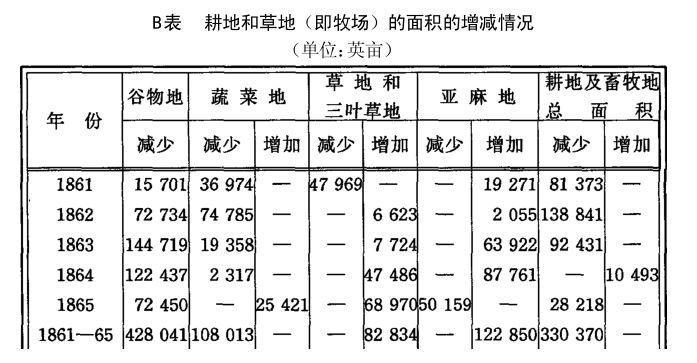 B表 耕地和草地（即牧场）的面积的增减情况
（单位:英亩）
年份 谷物地 蔬菜地 草地和三叶草地 亚麻地 耕地及畜牧地总面积
减少 减少 增加 减少 增加 减少 增加 减少 增加
1861 15 701 36 974 — 47 969 — — 19 271 81 373 —
1862 72 734 74 785 — — 6 623 — 2 055 138 841 —
1863 144 719 19 358 — — 7 724 — 63 922 92 431 —
1864 122 437 2 317 — — 47 486 — 87 761 — 10 493
1865 72 450 — 25 421 — 68 970 50 159 — 28 218 —
1861—65 428 041 108 013 — — 82 834 — 122 850 330 370 —